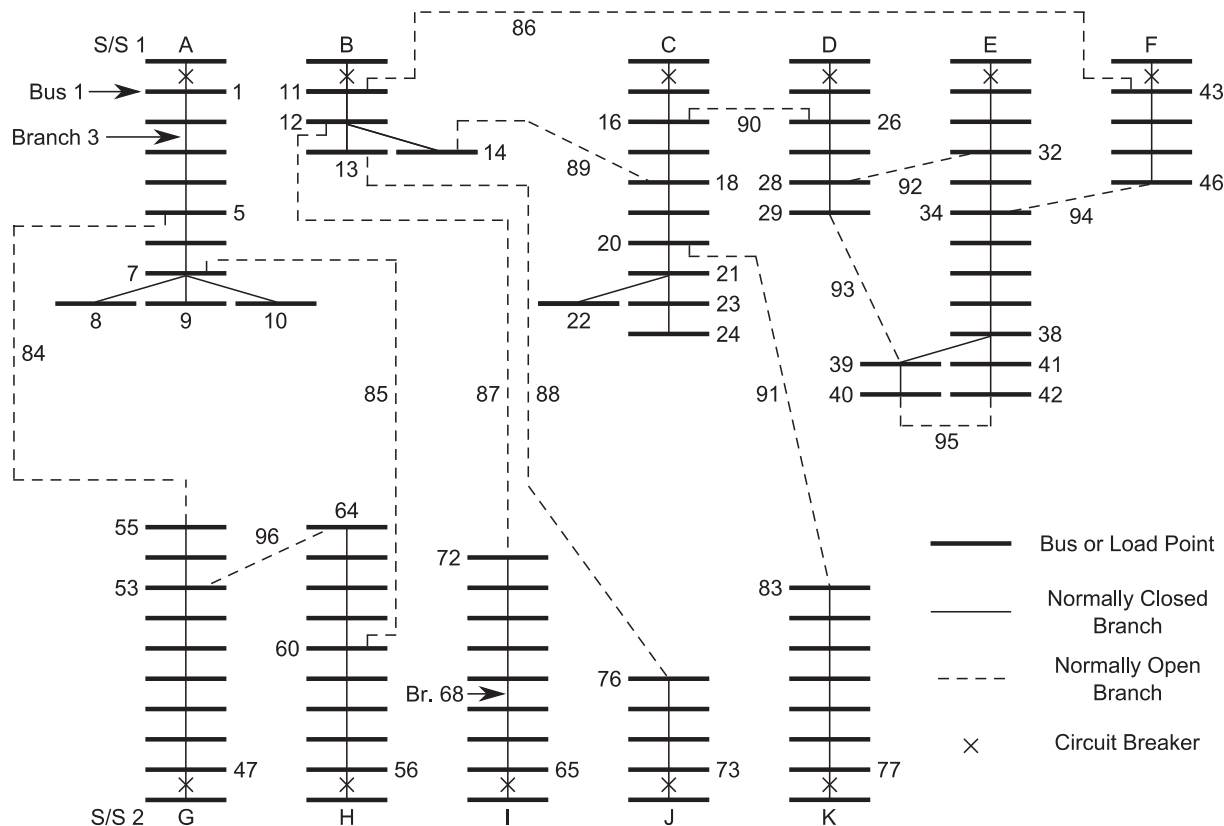 86
S/S 1 A B C D E F
Bus 1 1 11 43
Branch 3 12 16 90 26
13 14 89 32
18 28 92 46
5 29 34 94
7 20
21 93
8 9 10 22 23
24 38
84 39 41
85 87 88 91 40 42
95
64
55 96
72 Bus or Load Point
53 83
Normally Closed
Branch
60
76 Normally Open
Br. 68 Branch
Circuit Breaker
47 56 65 73 77
S/S 2 G H I J K